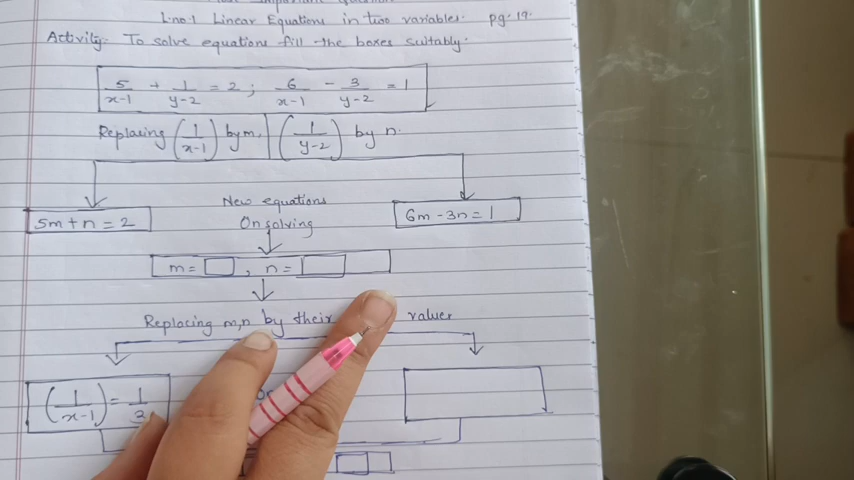 L.no.1 Linear Equations in two variables. pg. 19.
Activity: To solve equations fill the boxes suitably.
5/(x-1) + 1/(y-2) = 2 ; 6/(x-1) - 3/(y-2) = 1
Replacing (1/(x-1)) by m, (1/(y-2)) by n.
New equations
5m + n = 2 On solving 6m - 3n = 1
m = , n =
Replacing m,n by their values
(1/(x-1)) = 1/3